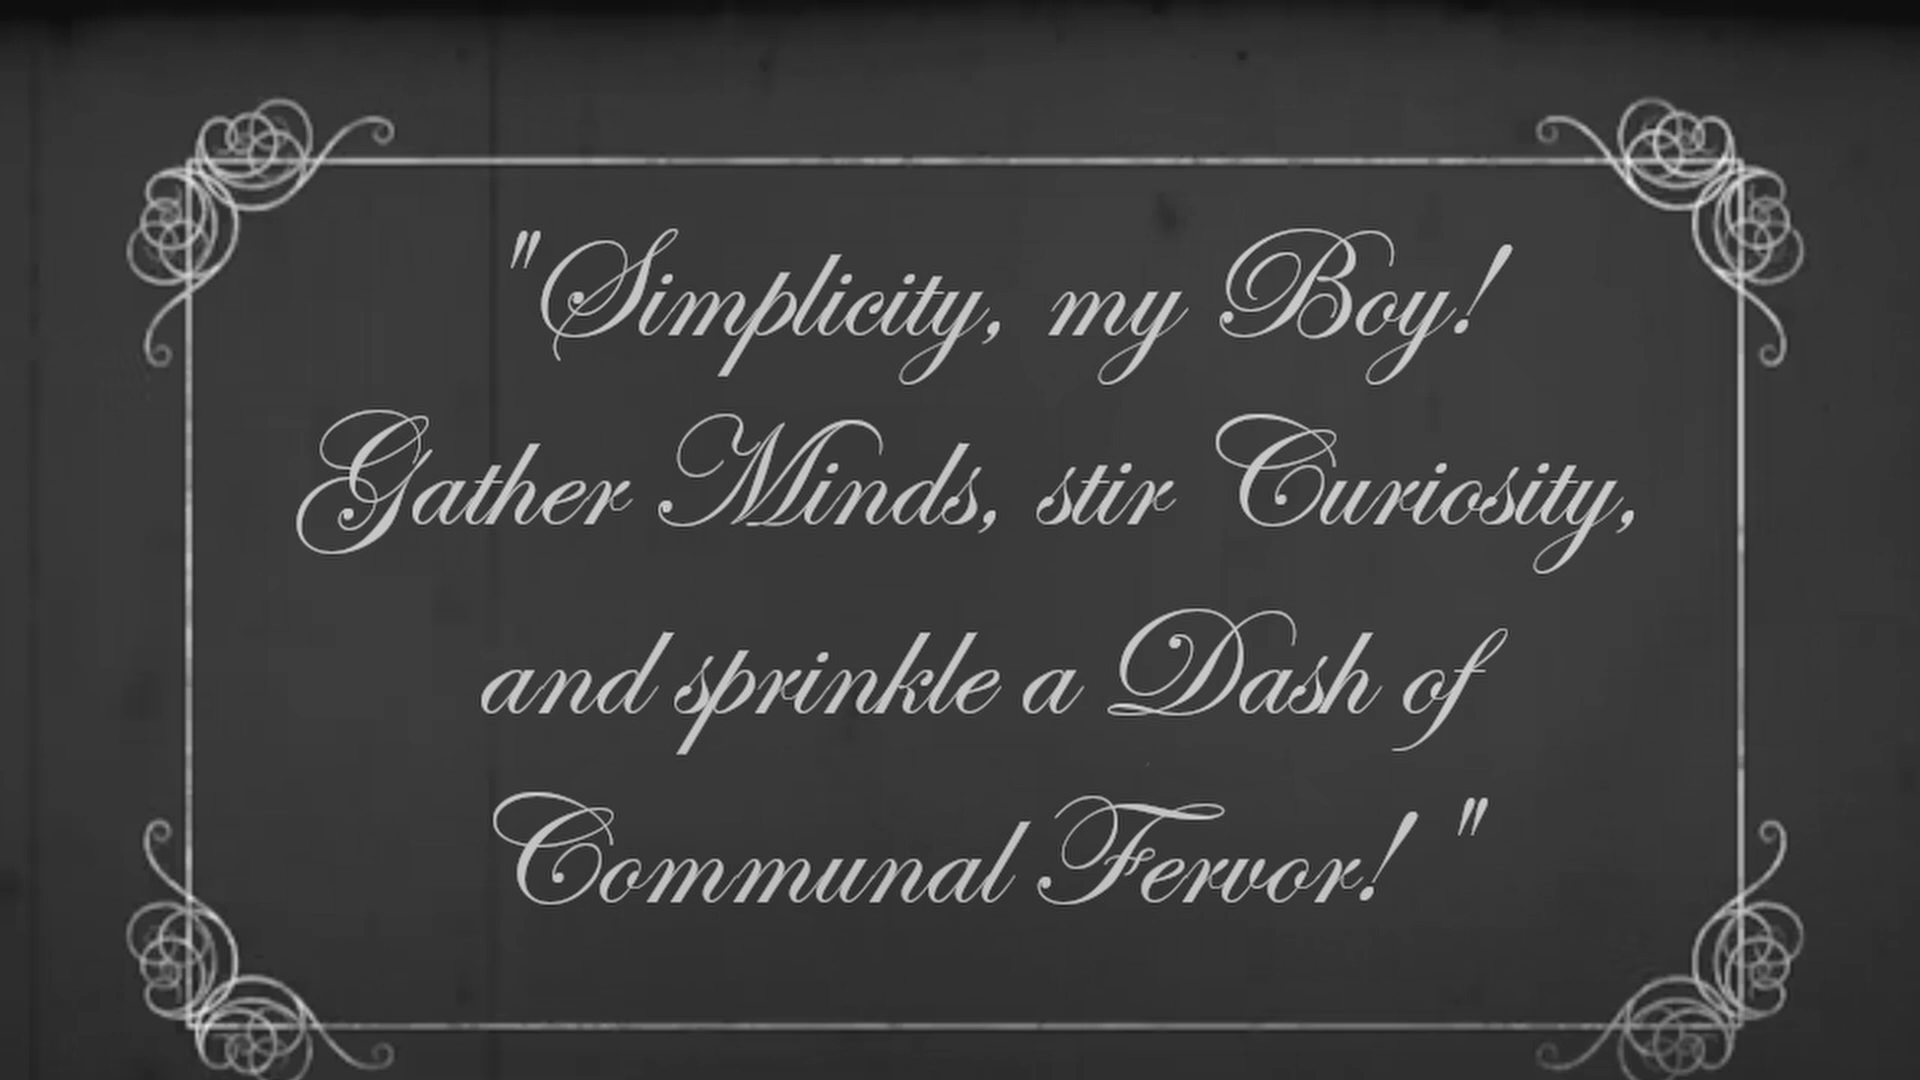 "Simplicity, my Boy!
Gather Minds, stir Curiosity,
and sprinkle a Dash of
Communal Fervor! "